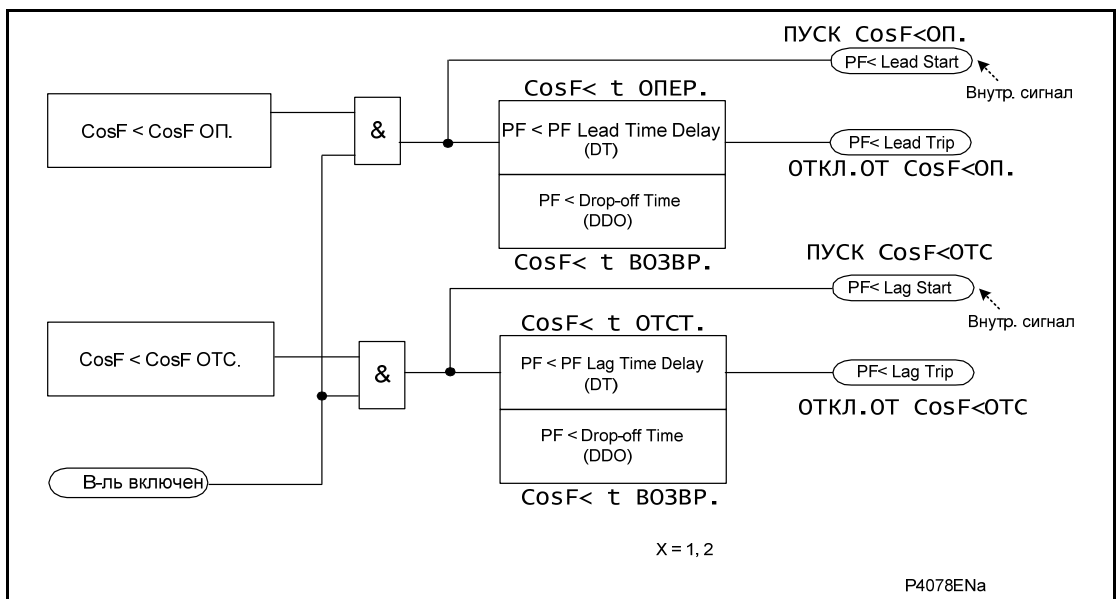 ПУСК CosF<ОП.
PF< Lead Start
Внутр. сигнал
CosF< t ОПЕР.
CosF < CosF ОП.
&
PF < PF Lead Time Delay
(DT)
PF< Lead Trip
ОТКЛ.ОТ CosF<ОП.
PF < Drop-off Time
(DDO)
CosF< t ВОЗВР.
ПУСК CosF<ОТС
PF< Lag Start
Внутр. сигнал
CosF< t ОТСТ.
CosF < CosF ОТС.
&
PF < PF Lag Time Delay
(DT)
PF< Lag Trip
ОТКЛ.ОТ CosF<ОТС
PF < Drop-off Time
(DDO)
В-ль включен
CosF< t ВОЗВР.
X = 1, 2
P4078ENa